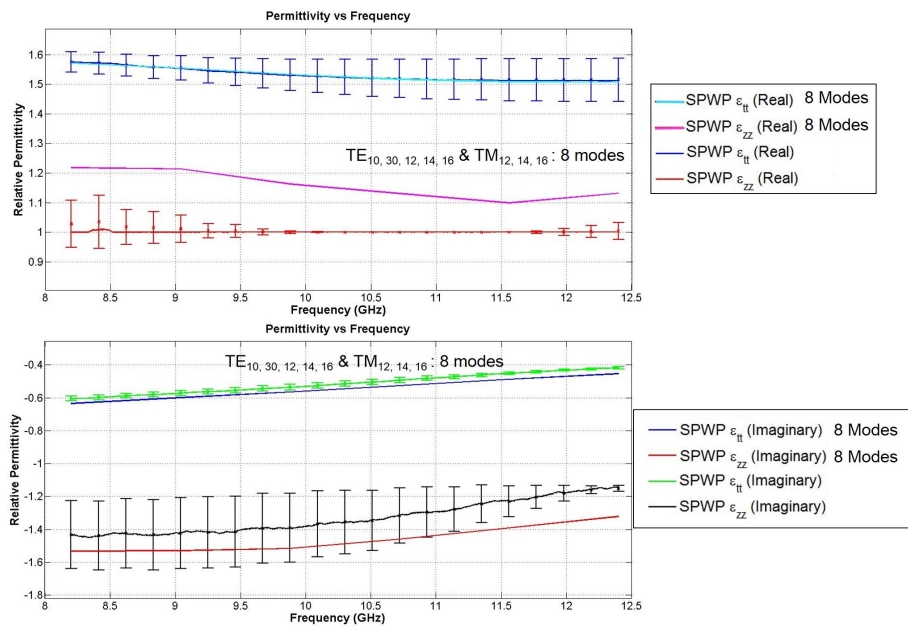 Permittivity vs Frequency
1.6
1.5
1.4
1.3
1.2
1.1
1
0.9
Relative Permittivity
TE10, 30, 12, 14, 16 & TM12, 14, 16 : 8 modes
8 8.5 9 9.5 10 10.5 11 11.5 12 12.5
Frequency (GHz)
SPWP εtt (Real) 8 Modes
SPWP εzz (Real) 8 Modes
SPWP εtt (Real)
SPWP εzz (Real)
Permittivity vs Frequency
TE10, 30, 12, 14, 16 & TM12, 14, 16 : 8 modes
-0.4
-0.6
-0.8
-1
-1.2
-1.4
-1.6
-1.8
Relative Permittivity
8 8.5 9 9.5 10 10.5 11 11.5 12 12.5
Frequency (GHz)
SPWP εtt (Imaginary) 8 Modes
SPWP εzz (Imaginary) 8 Modes
SPWP εtt (Imaginary)
SPWP εzz (Imaginary)